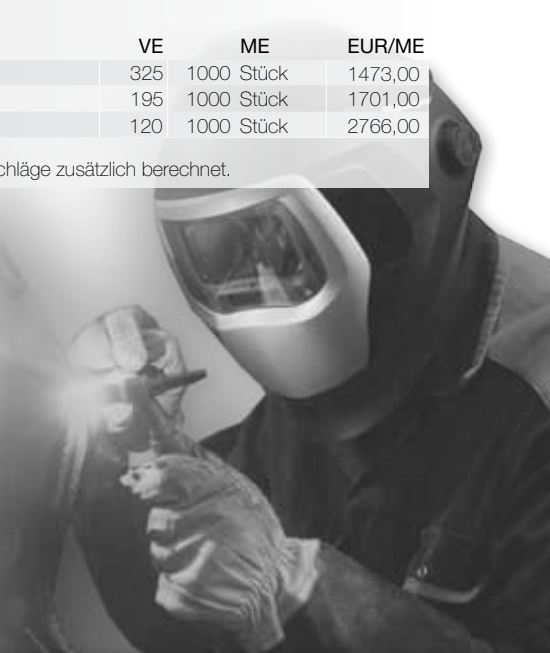 VE ME EUR/ME
325 1000 Stück 1473,00
195 1000 Stück 1701,00
120 1000 Stück 2766,00
chläge zusätzlich berechnet.